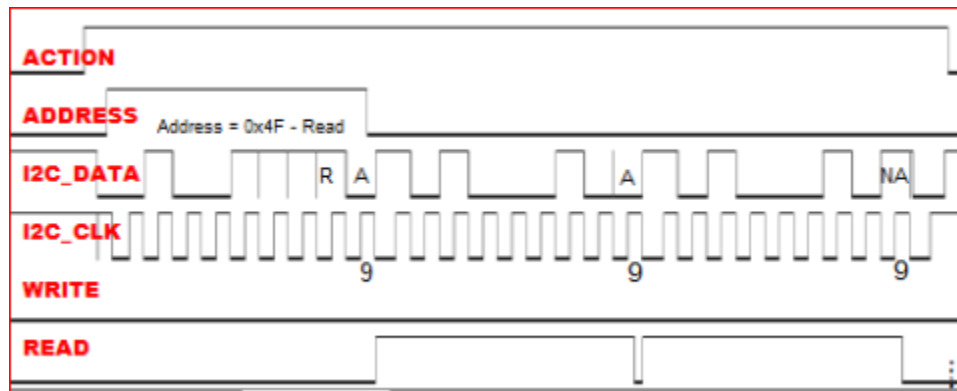 ACTION
ADDRESS
Address = 0x4F - Read
I2C_DATA R A A NA
I2C_CLK
9 9 9
WRITE
READ